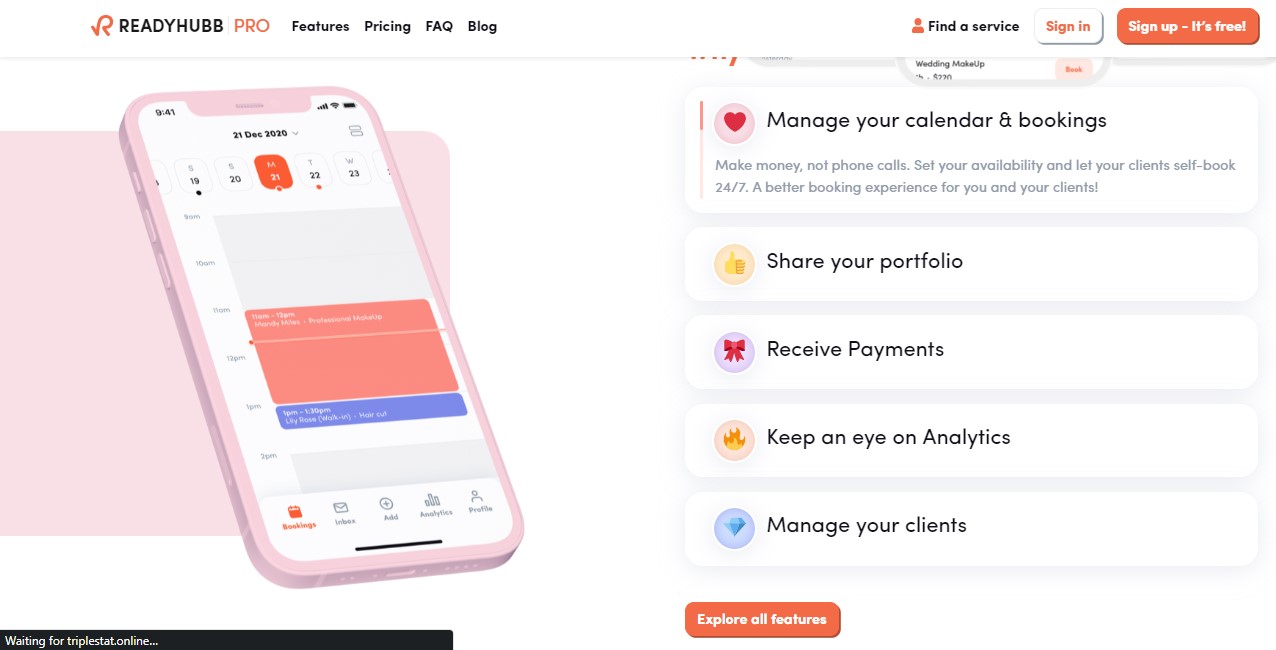 READYHUBB PRO
Features
Pricing
FAQ
Blog
Find a service
Sign in
Sign up - It's free!
Wedding MakeUp
$220
Book
9:41
21 Dec 2020
S
S
M
T
W
19
20
21
22
23
9am
10am
11am
11am - 12pm
Mandy Miles - Professional MakeUp
12pm
1pm
1pm - 1:30pm
Lily Rose (Walk-in) - Hair cut
2pm
Bookings
Inbox
Add
Analytics
Profile
Manage your calendar & bookings
Make money, not phone calls. Set your availability and let your clients self-book
24/7. A better booking experience for you and your clients!
Share your portfolio
Receive Payments
Keep an eye on Analytics
Manage your clients
Explore all features
Waiting for triplestat.online...